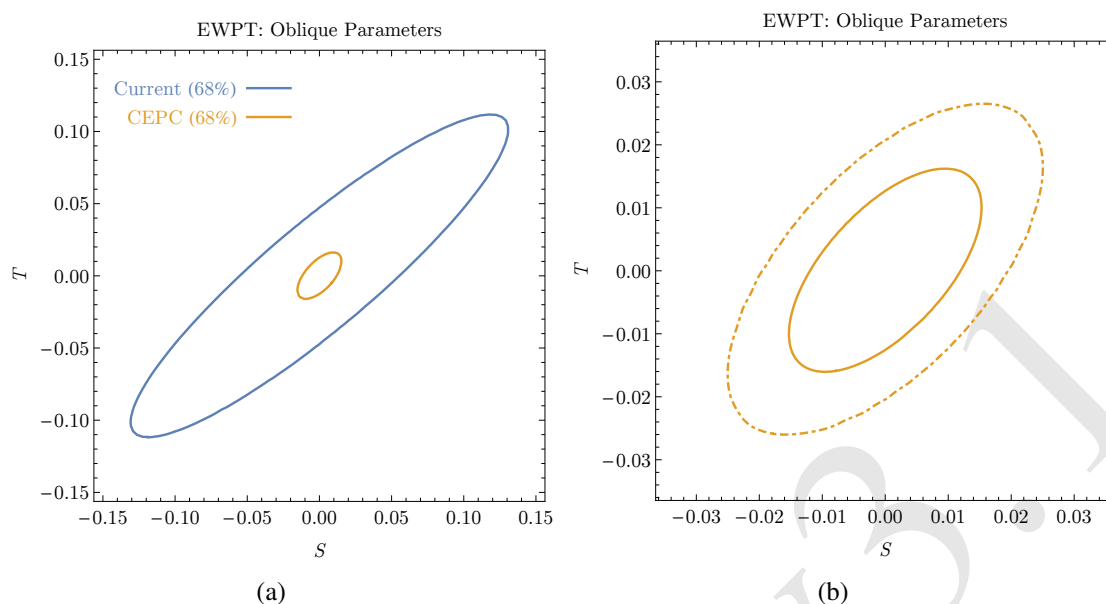 EWPT: Oblique Parameters
Current (68%)
CEPC (68%)
0.15
0.10
0.05
0.00
−0.05
−0.10
−0.15
T
−0.15 −0.10 −0.05 0.00 0.05 0.10 0.15
S
(a)
EWPT: Oblique Parameters
0.03
0.02
0.01
0.00
−0.01
−0.02
−0.03
T
−0.03 −0.02 −0.01 0.00 0.01 0.02 0.03
S
(b)